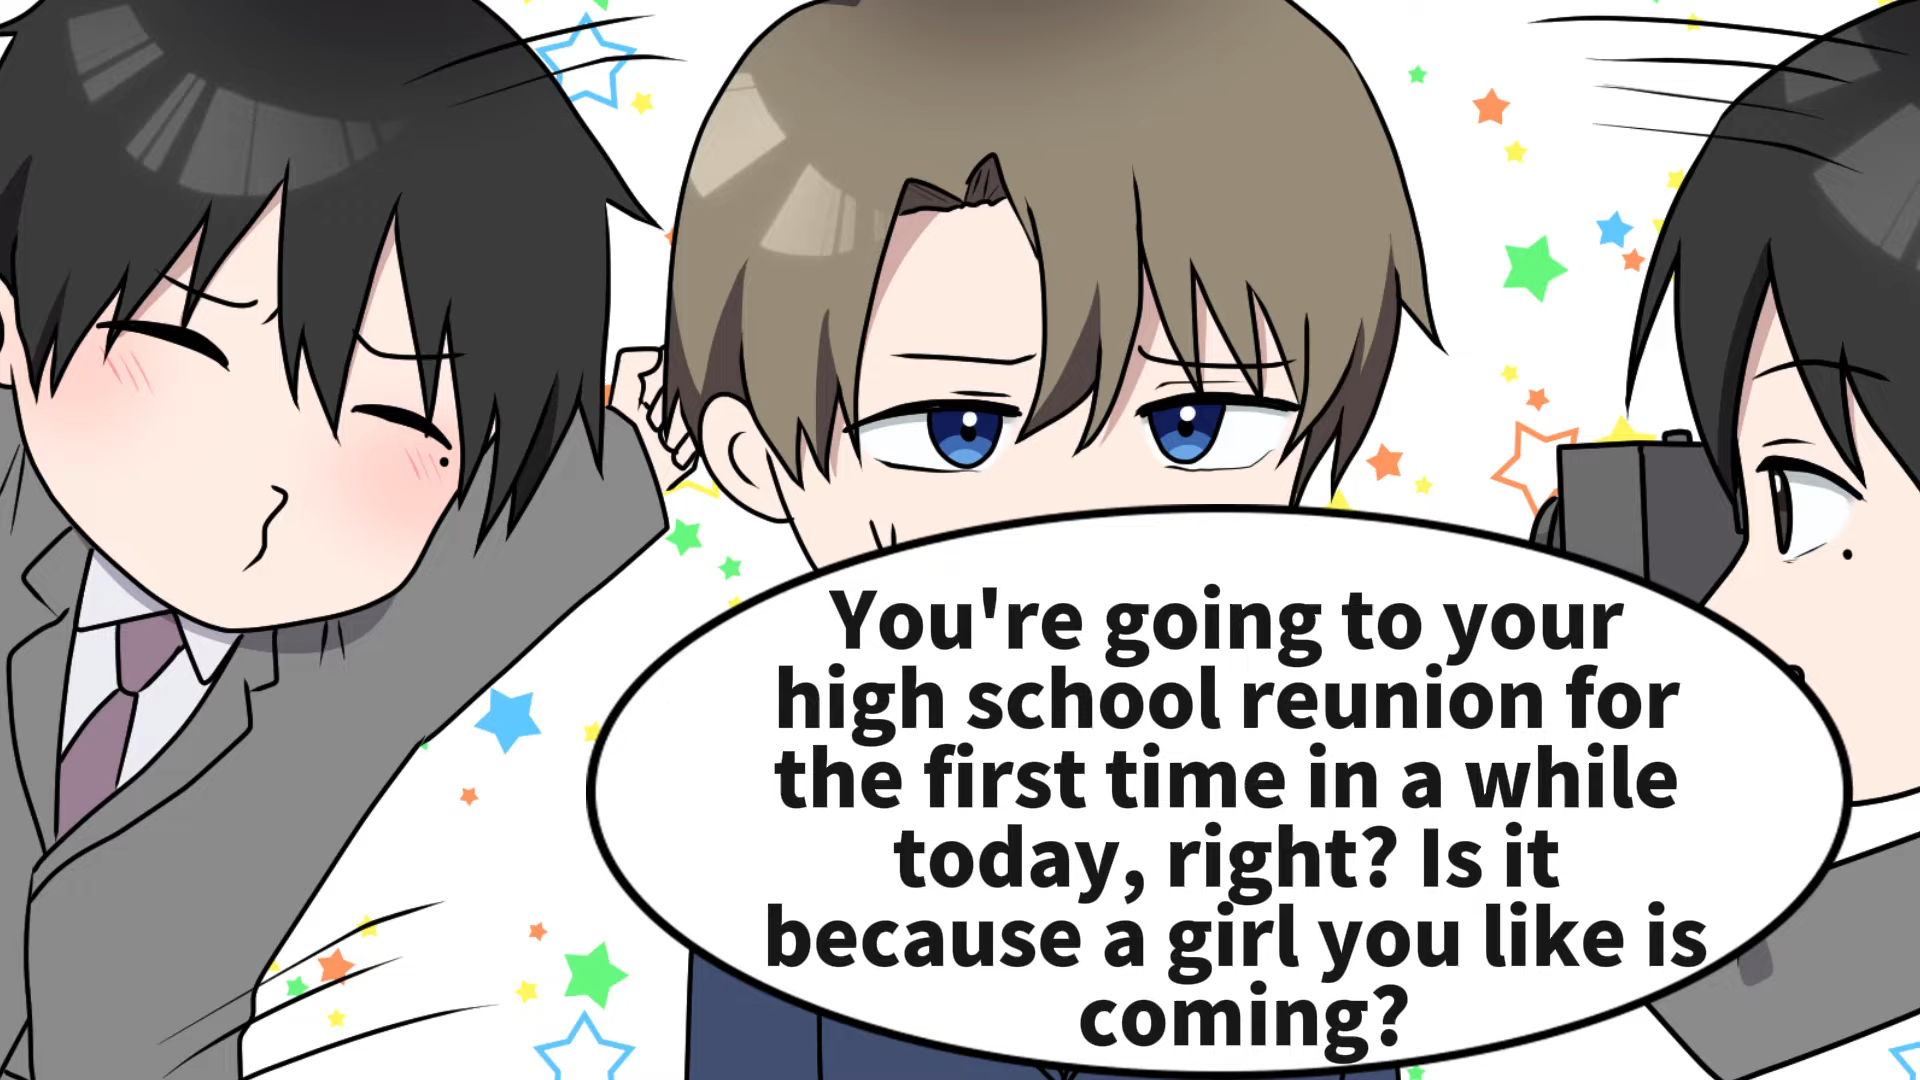 You're going to your
high school reunion for
the first time in a while
today, right? Is it
because a girl you like is
coming?